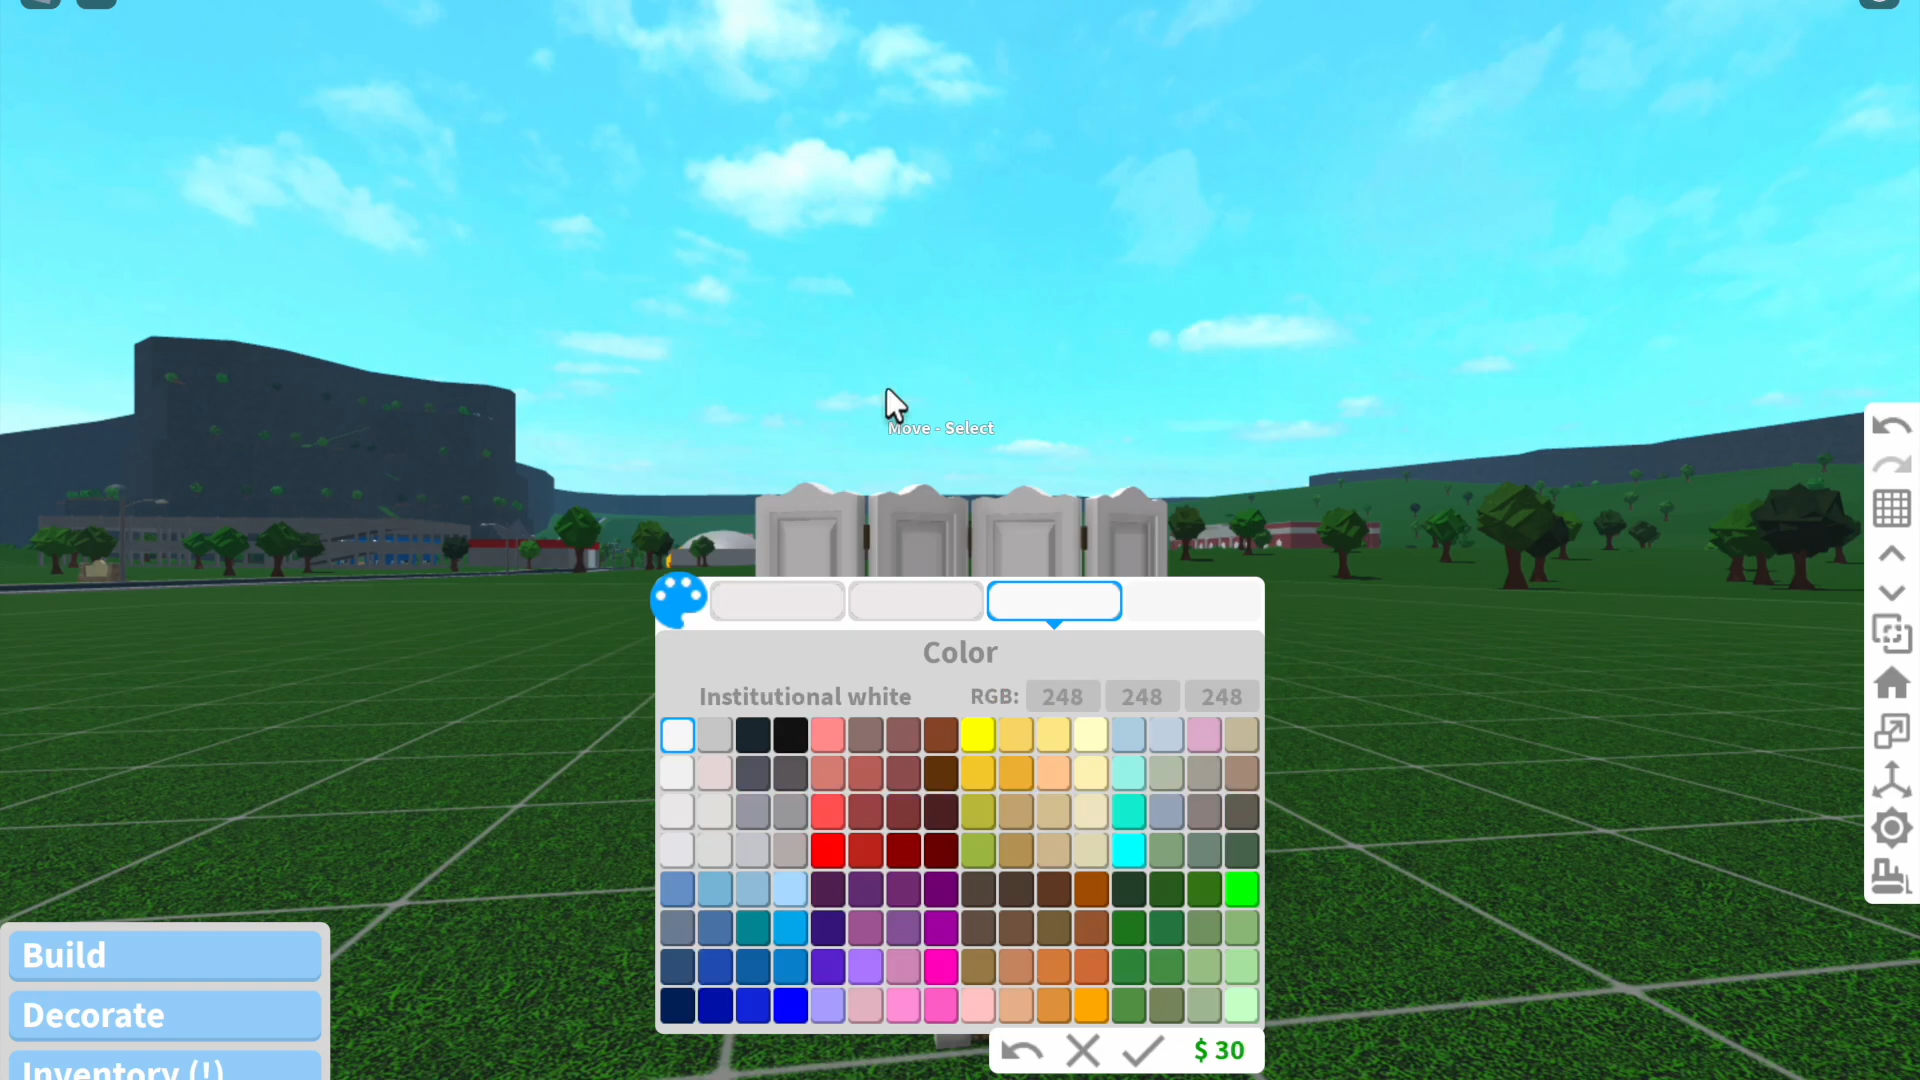 Move - Select
Color
Institutional white RGB: 248 248 248
Build
Decorate
Inventory (!)
$ 30